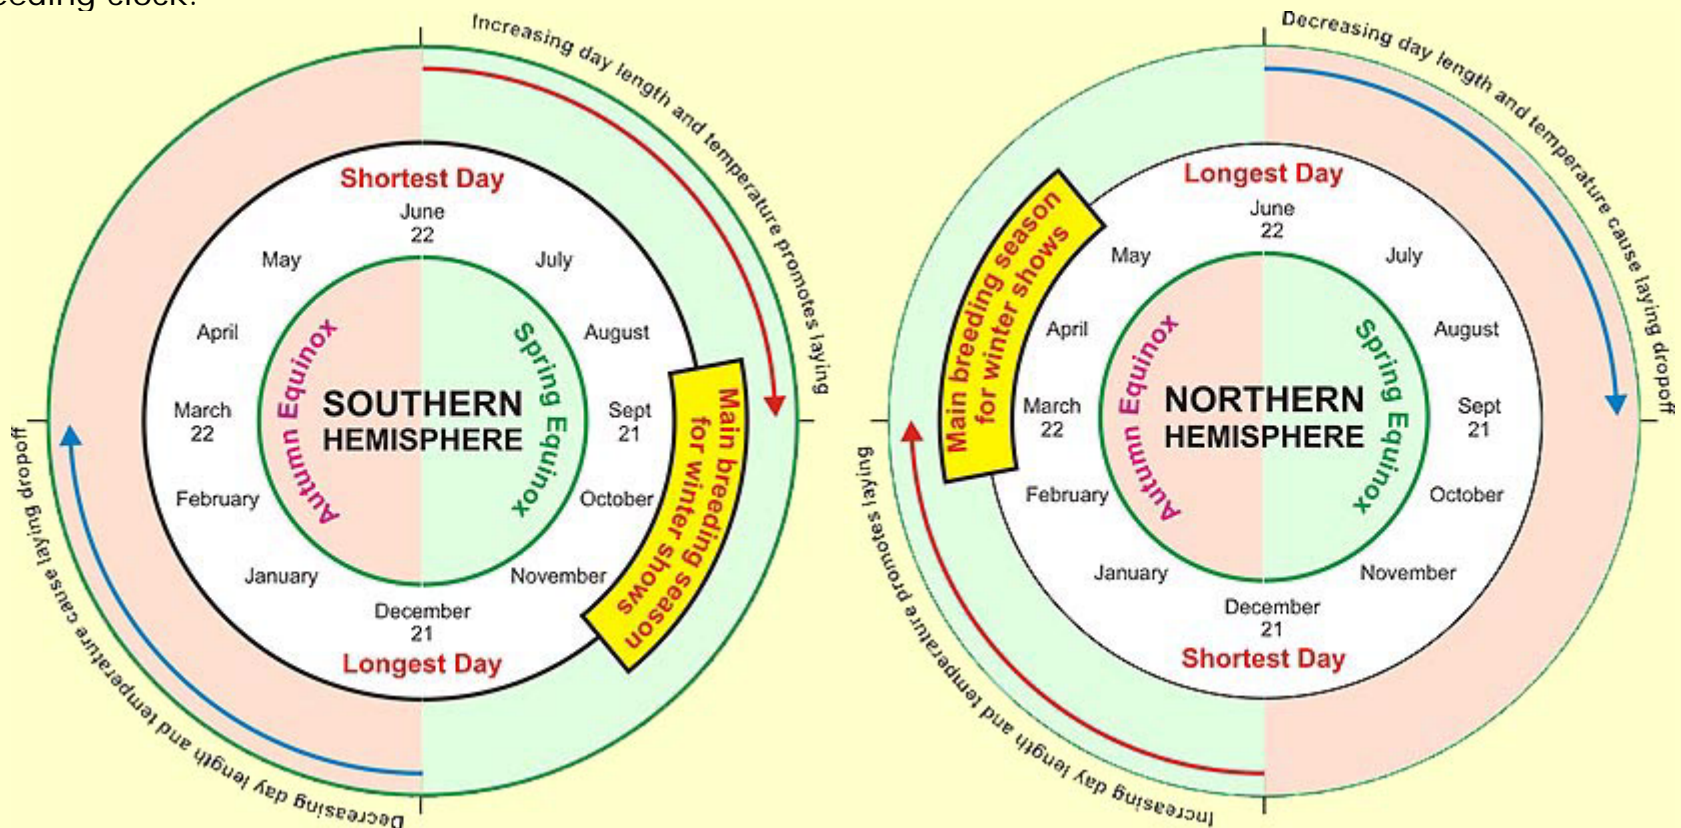 eeding clock.
Increasing day length and temperature promotes laying
Shortest Day
June
22
May
July
April
August
March
22
Sept
21
February
October
January
November
December
21
Longest Day
Autumn Equinox
Spring Equinox
SOUTHERN
HEMISPHERE
Main breeding season
for winter shows
Decreasing day length and temperature cause laying dropoff
Decreasing day length and temperature cause laying dropoff
Longest Day
June
22
May
July
April
August
March
22
Sept
21
February
October
January
November
December
21
Shortest Day
Autumn Equinox
Spring Equinox
NORTHERN
HEMISPHERE
Main breeding season
for winter shows
Increasing day length and temperature promotes laying